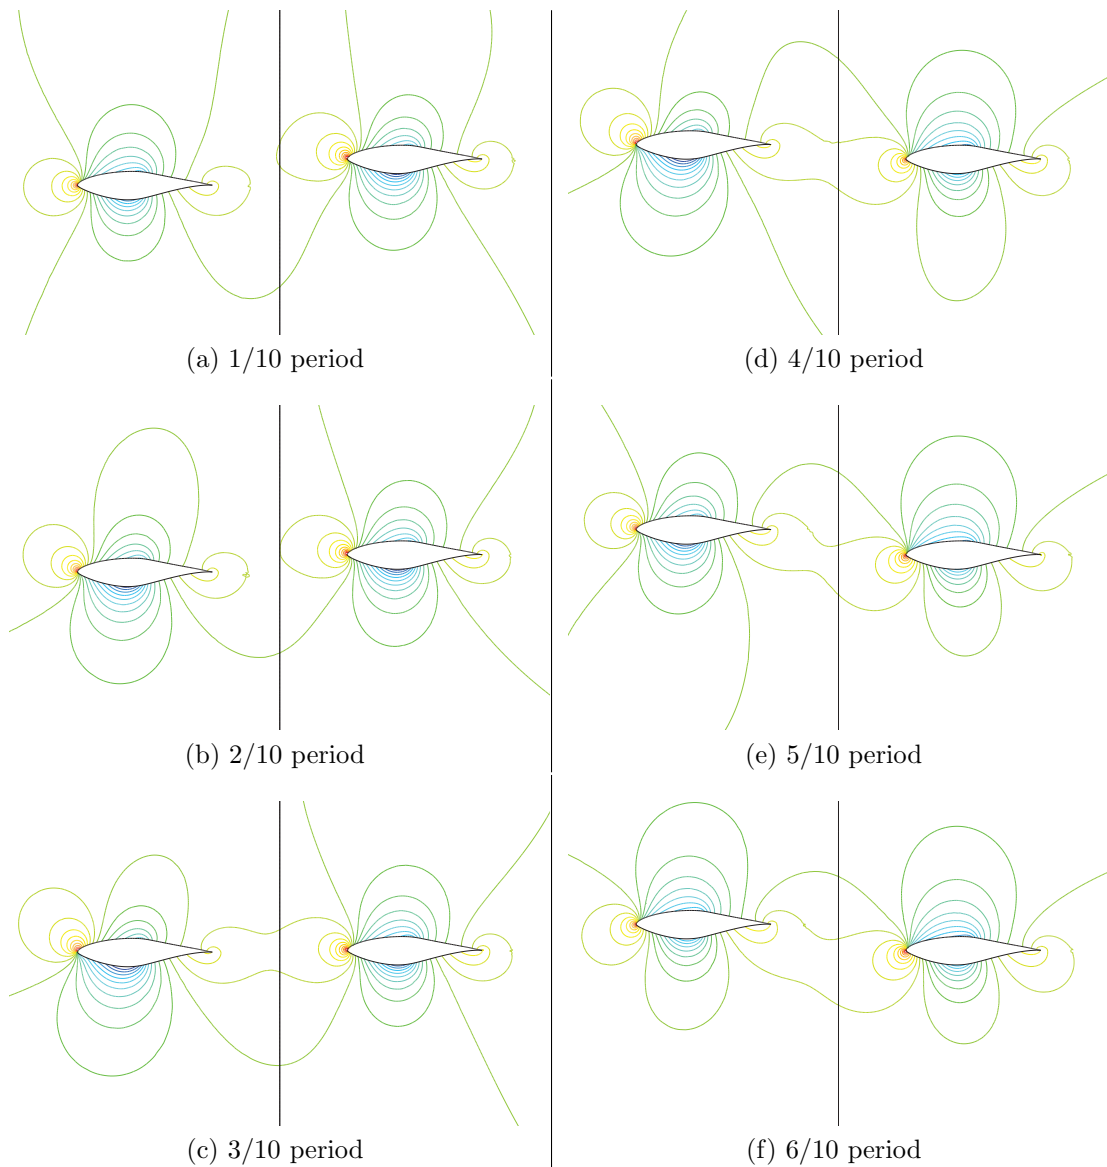 (a) 1/10 period
(d) 4/10 period
(b) 2/10 period
(e) 5/10 period
(c) 3/10 period
(f) 6/10 period